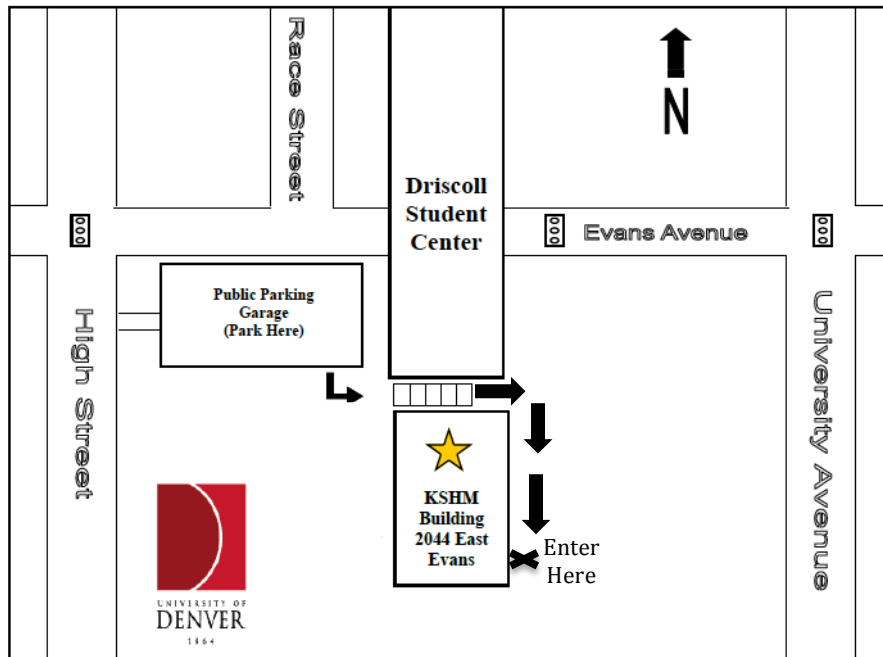 Race Street
N
Driscoll
Student
Center
Evans Avenue
Public Parking
Garage
(Park Here)
High Street
University Avenue
KSHM
Building
2044 East
Evans
Enter
Here
UNIVERSITY OF
DENVER
1864